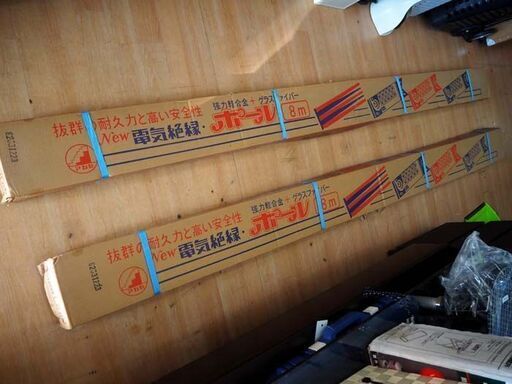 抜群の耐久力と高い安全性
強力軽合金+グラスファイバー
New 電気絶縁・ポール 8m
抜群の耐久力と高い安全性
強力軽合金+グラスファイバー
New 電気絶縁・ポール 8m